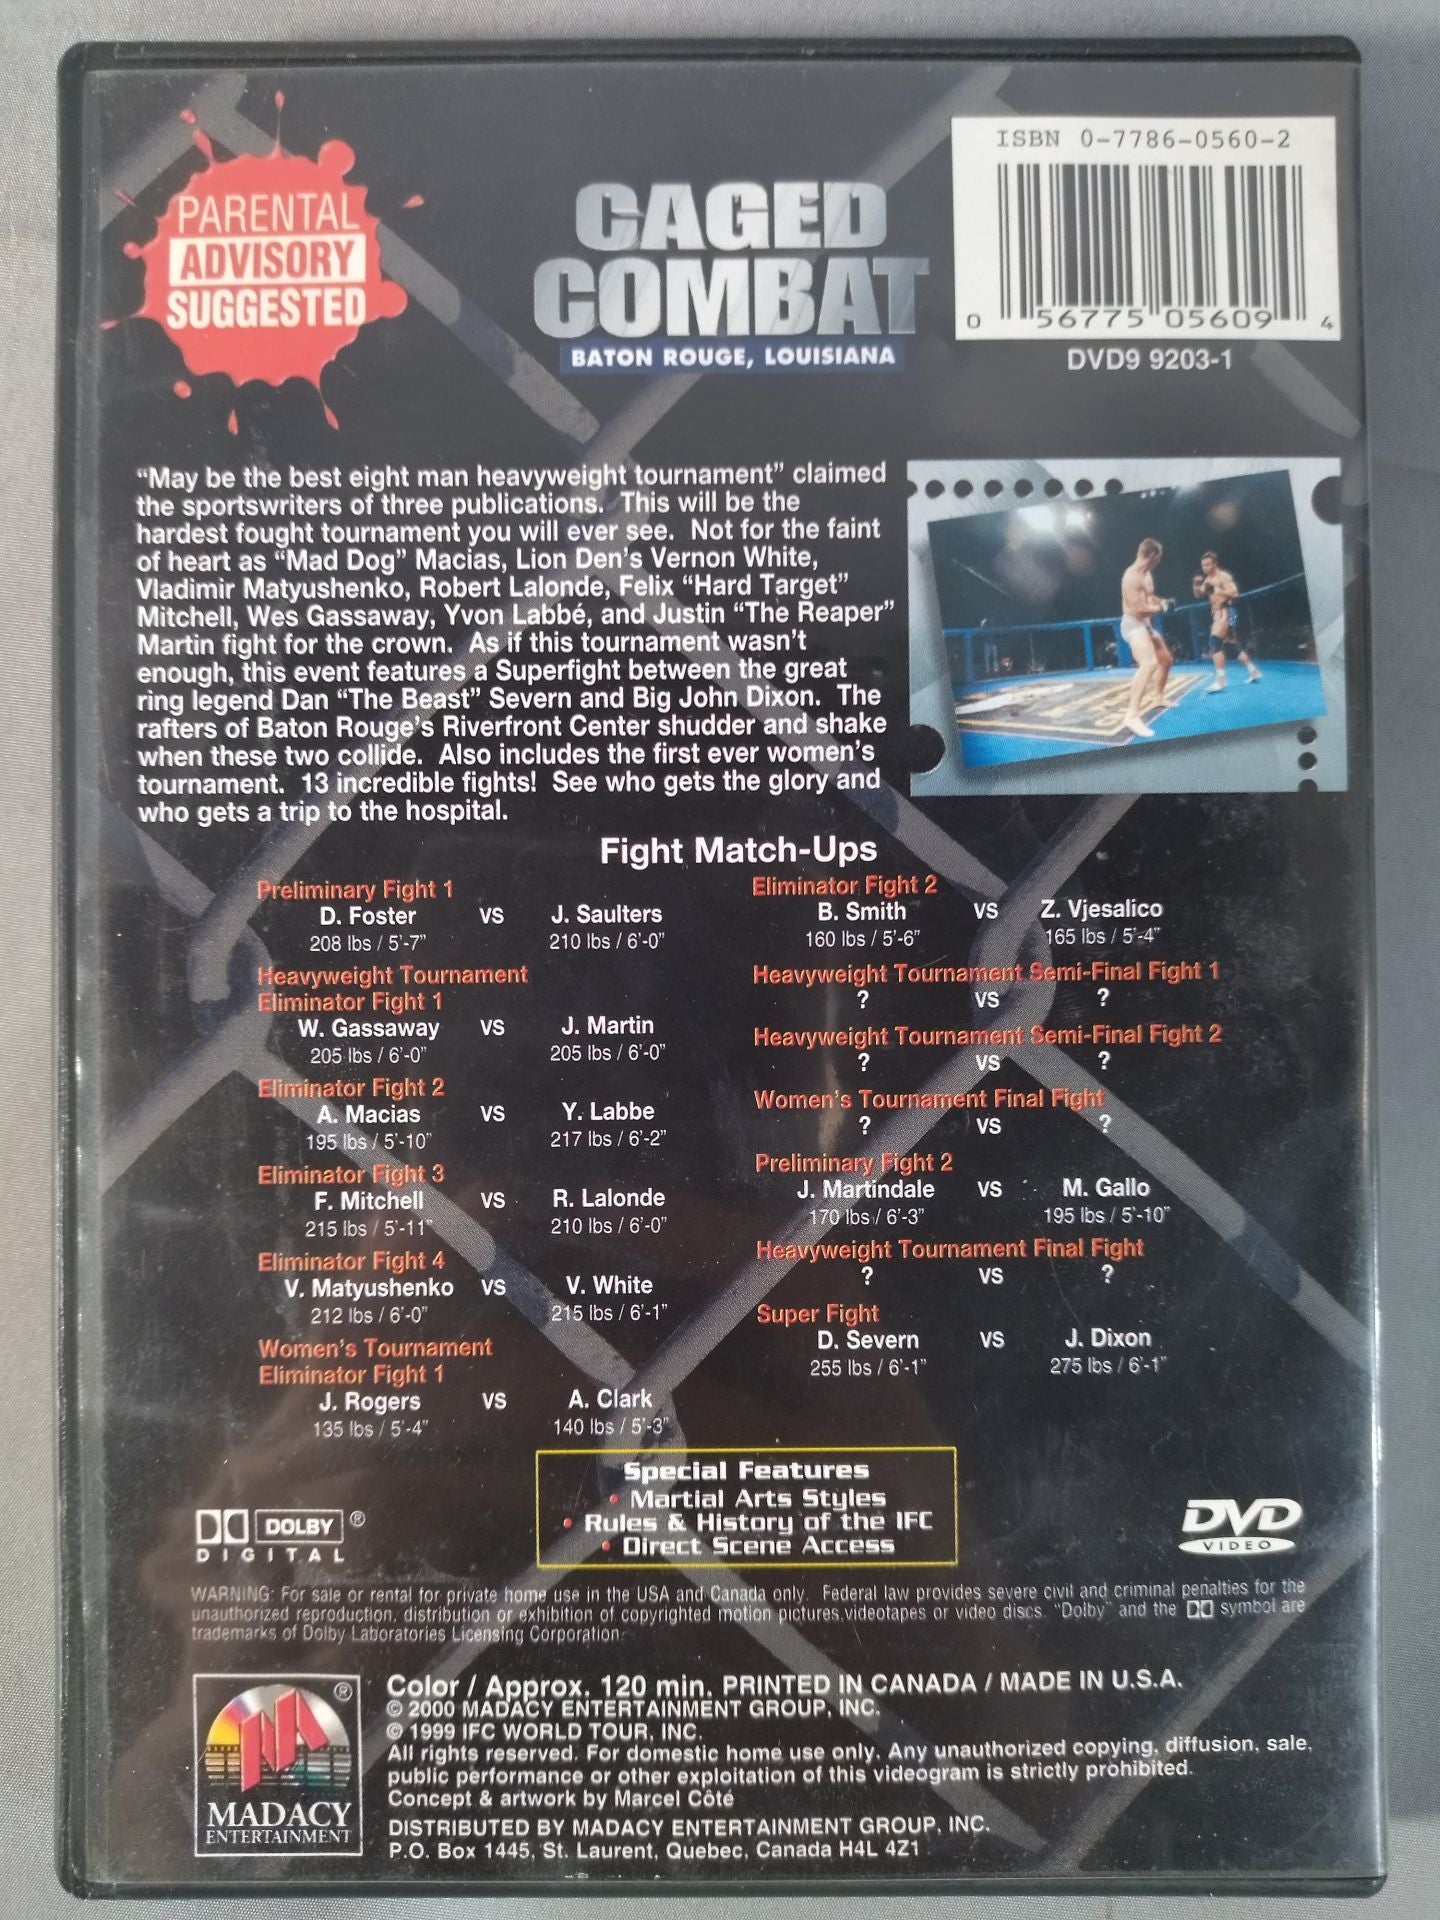 PARENTAL
ADVISORY
SUGGESTED
CAGED
COMBAT
BATON ROUGE, LOUISIANA
ISBN 0-7786-0560-2
0 56775 05609 4
DVD9 9203-1
“May be the best eight man heavyweight tournament” claimed
the sportswriters of three publications. This will be the
hardest fought tournament you will ever see. Not for the faint
of heart as “Mad Dog” Macias, Lion Den's Vernon White,
Vladimir Matyushenko, Robert Lalonde, Felix “Hard Target”
Mitchell, Wes Gassaway, Yvon Labbé, and Justin “The Reaper”
Martin fight for the crown. As if this tournament wasn't
enough, this event features a Superfight between the great
ring legend Dan “The Beast” Severn and Big John Dixon. The
rafters of Baton Rouge's Riverfront Center shudder and shake
when these two collide. Also includes the first ever women's
tournament. 13 incredible fights! See who gets the glory and
who gets a trip to the hospital.
Fight Match-Ups
Preliminary Fight 1
D. Foster vs J. Saulters
208 lbs / 5'-7” 210 lbs / 6'-0”
Heavyweight Tournament
Eliminator Fight 1
W. Gassaway vs J. Martin
205 lbs / 6'-0” 205 lbs / 6'-0”
Eliminator Fight 2
A. Macias vs Y. Labbe
195 lbs / 5'-10” 217 lbs / 6'-2”
Eliminator Fight 3
F. Mitchell vs R. Lalonde
215 lbs / 5'-11” 210 lbs / 6'-0”
Eliminator Fight 4
V. Matyushenko vs V. White
212 lbs / 6'-0” 215 lbs / 6'-1”
Women's Tournament
Eliminator Fight 1
J. Rogers vs A. Clark
135 lbs / 5'-4” 140 lbs / 5'-3”
Eliminator Fight 2
B. Smith vs Z. Vjesalico
160 lbs / 5'-6” 165 lbs / 5'-4”
Heavyweight Tournament Semi-Final Fight 1
? vs ?
Heavyweight Tournament Semi-Final Fight 2
? vs ?
Women's Tournament Final Fight
? vs ?
Preliminary Fight 2
J. Martindale vs M. Gallo
170 lbs / 6'-3” 195 lbs / 5'-10”
Heavyweight Tournament Final Fight
? vs ?
Super Fight
D. Severn vs J. Dixon
255 lbs / 6'-1” 275 lbs / 6'-1”
Special Features
• Martial Arts Styles
• Rules & History of the IFC
• Direct Scene Access
DOLBY ®
DIGITAL
DVD
VIDEO
WARNING: For sale or rental for private home use in the USA and Canada only. Federal law provides severe civil and criminal penalties for the
unauthorized reproduction, distribution or exhibition of copyrighted motion pictures,videotapes or video discs. “Dolby” and the symbol are
trademarks of Dolby Laboratories Licensing Corporation.
®
MADACY
ENTERTAINMENT
Color / Approx. 120 min. PRINTED IN CANADA / MADE IN U.S.A.
© 2000 MADACY ENTERTAINMENT GROUP, INC.
© 1999 IFC WORLD TOUR, INC.
All rights reserved. For domestic home use only. Any unauthorized copying, diffusion, sale,
public performance or other exploitation of this videogram is strictly prohibited.
Concept & artwork by Marcel Côté
DISTRIBUTED BY MADACY ENTERTAINMENT GROUP, INC.
P.O. Box 1445, St. Laurent, Quebec, Canada H4L 4Z1